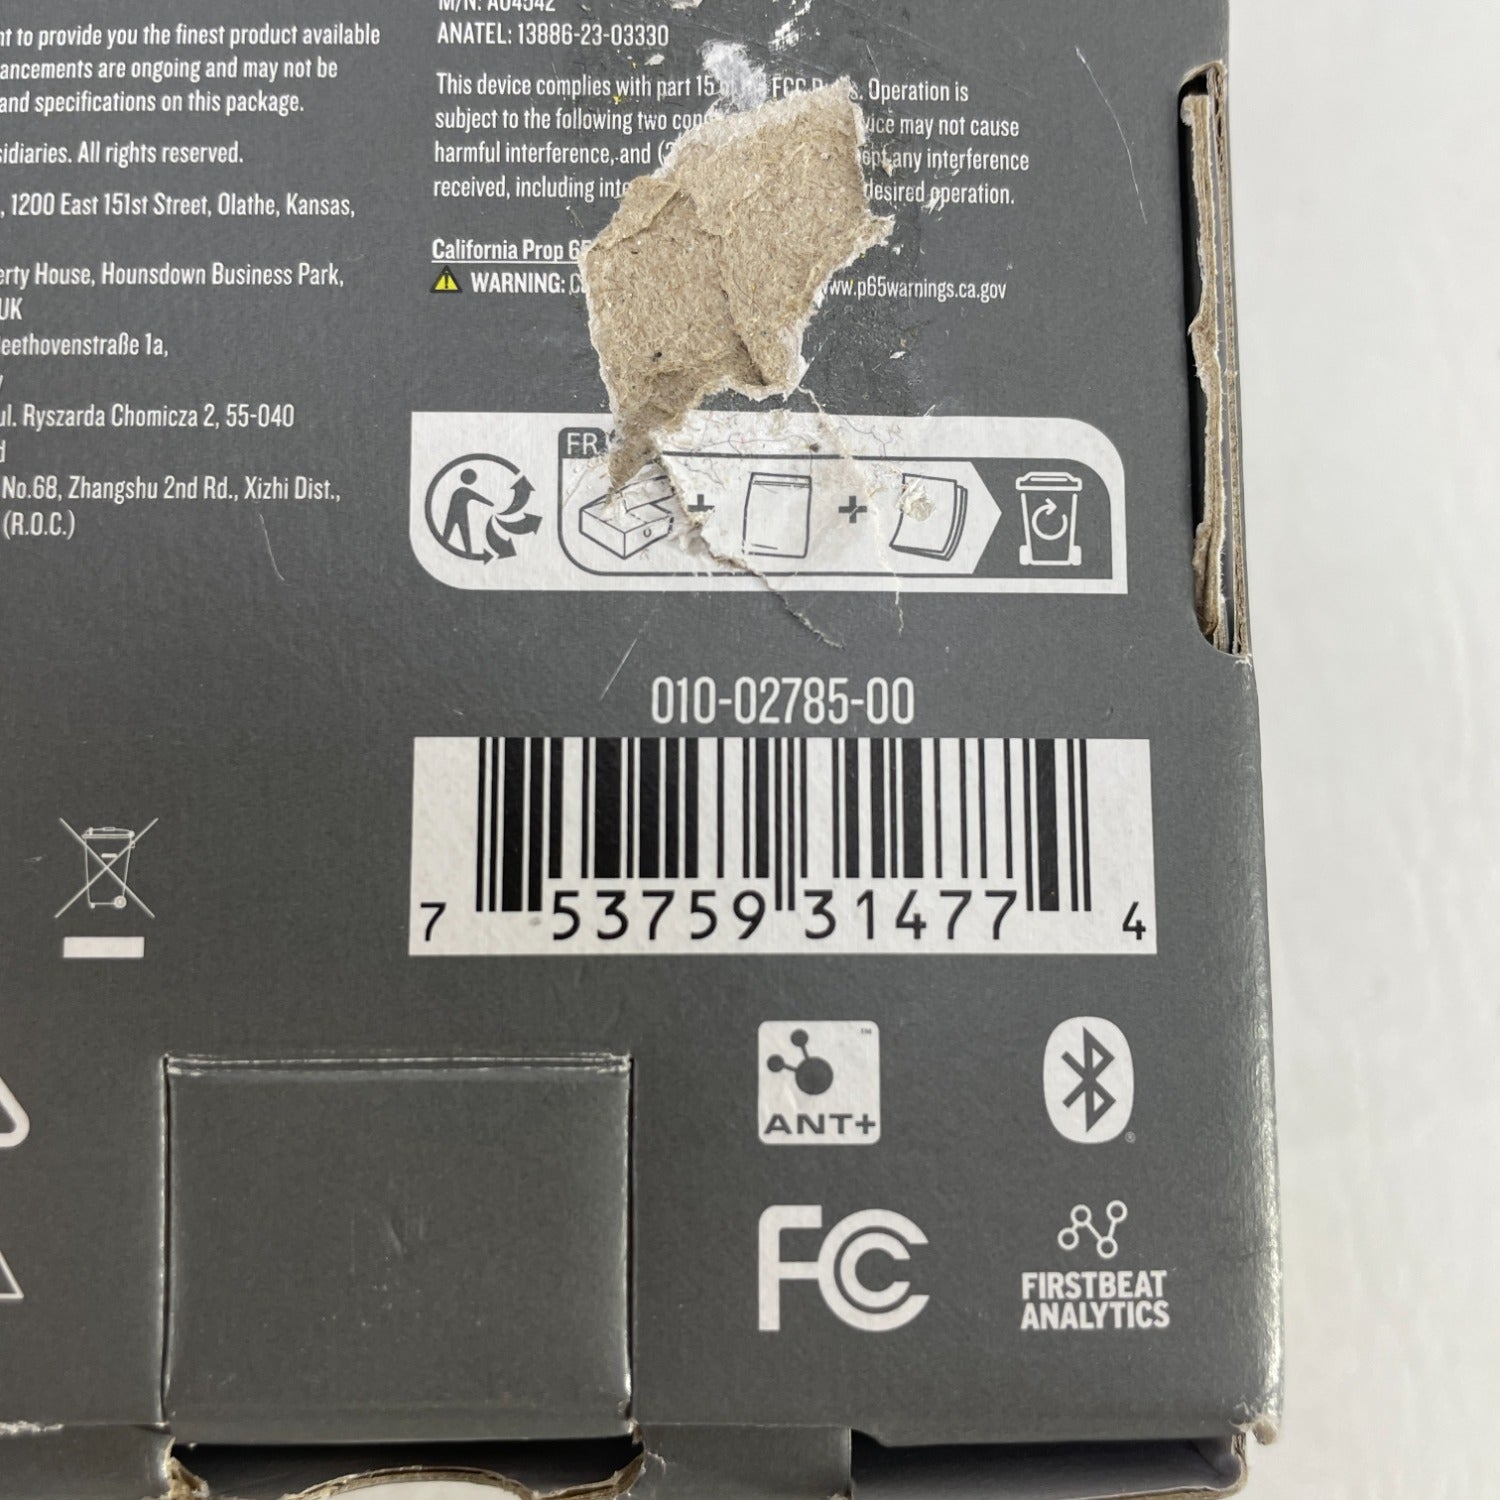 to provide you the finest product available
ancements are ongoing and may not be
and specifications on this package.
sidiaries. All rights reserved.
, 1200 East 151st Street, Olathe, Kansas,
erty House, Hounsdown Business Park,
UK
eethovenstraße 1a,
ul. Ryszarda Chomicza 2, 55-040
No.68, Zhangshu 2nd Rd., Xizhi Dist.,
(R.O.C.)
M/N: A04542
ANATEL: 13886-23-03330
This device complies with part 15 FCC Operation is
subject to the following two may not cause
harmful interference, and any interference
received, including desired operation.
California Prop 65
WARNING: www.p65warnings.ca.gov
FR
010-02785-00
7 53759 31477 4
ANT+ ™
®
FC
FIRSTBEAT
ANALYTICS